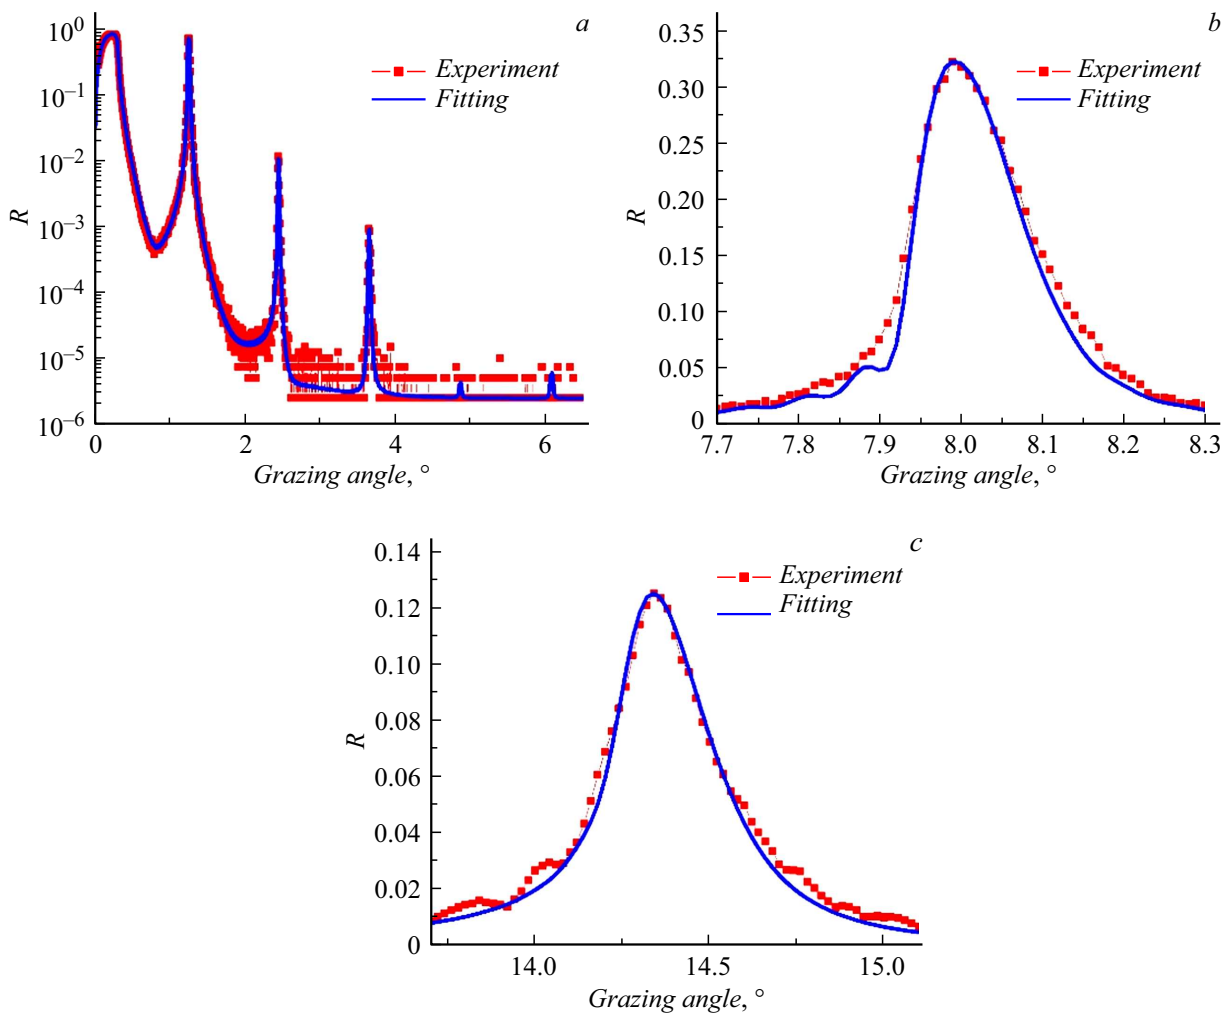 a
10⁰
10⁻¹
10⁻²
10⁻³
10⁻⁴
10⁻⁵
10⁻⁶
R
Experiment
Fitting
0 2 4 6
Grazing angle, °
b
0.35
0.30
0.25
0.20
0.15
0.10
0.05
0
R
Experiment
Fitting
7.7 7.8 7.9 8.0 8.1 8.2 8.3
Grazing angle, °
c
0.14
0.12
0.10
0.08
0.06
0.04
0.02
0
R
Experiment
Fitting
14.0 14.5 15.0
Grazing angle, °